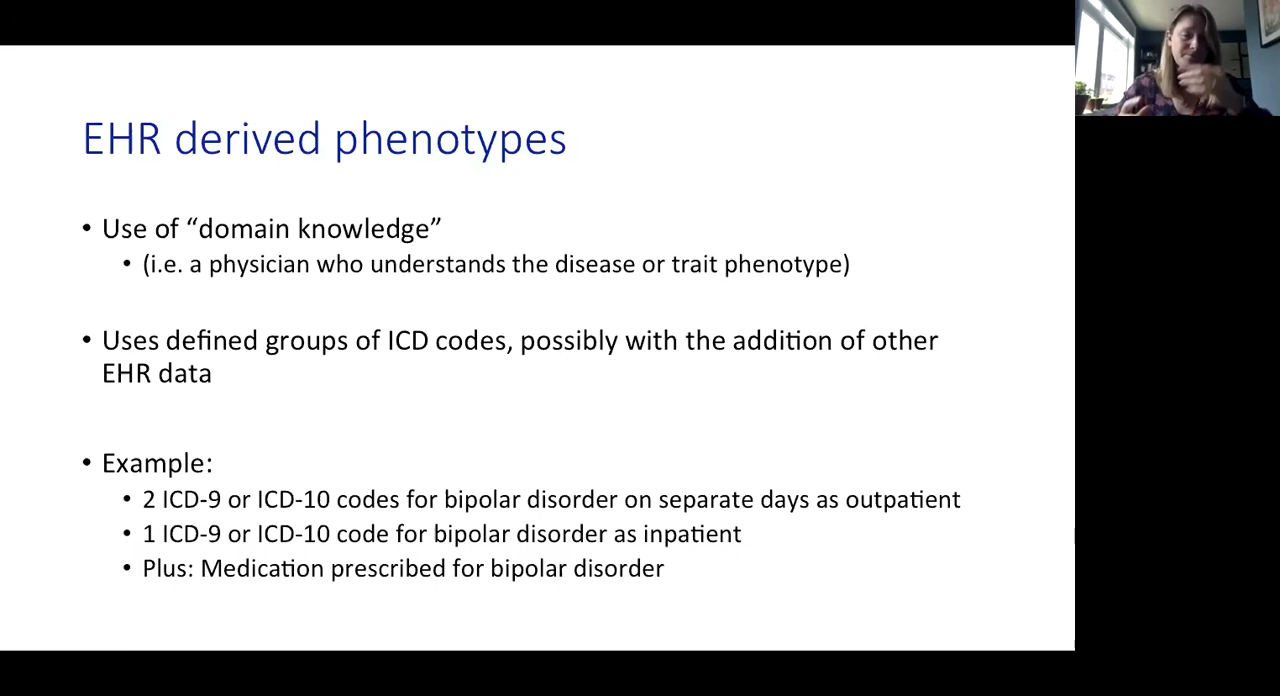 EHR derived phenotypes
• Use of “domain knowledge”
• (i.e. a physician who understands the disease or trait phenotype)
• Uses defined groups of ICD codes, possibly with the addition of other
EHR data
• Example:
• 2 ICD-9 or ICD-10 codes for bipolar disorder on separate days as outpatient
• 1 ICD-9 or ICD-10 code for bipolar disorder as inpatient
• Plus: Medication prescribed for bipolar disorder